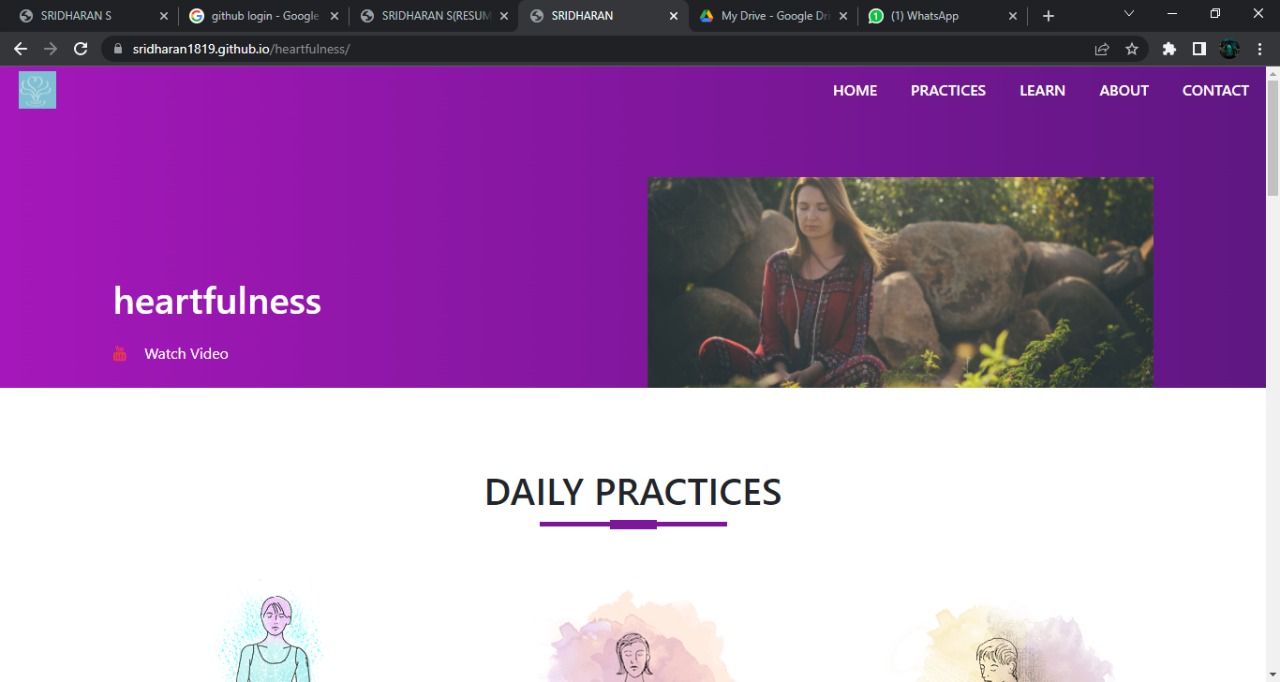 SRIDHARAN S
github login - Google
SRIDHARAN S(RESUM
SRIDHARAN
My Drive - Google Dri
(1) WhatsApp
sridharan1819.github.io/heartfulness/
HOME PRACTICES LEARN ABOUT CONTACT
heartfulness
Watch Video
DAILY PRACTICES